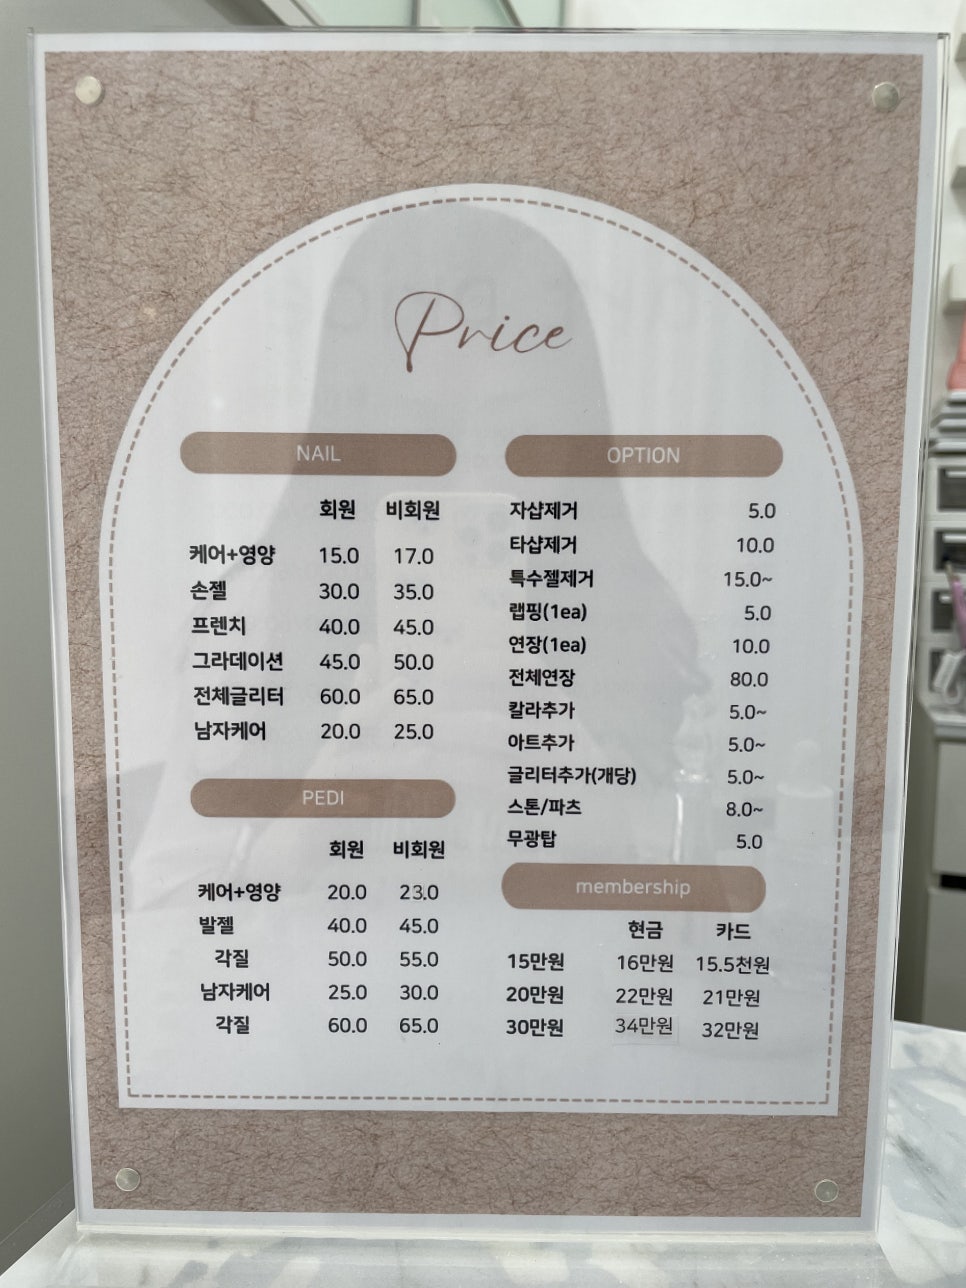 Price
NAIL
회원 비회원
케어+영양 15.0 17.0
손젤 30.0 35.0
프렌치 40.0 45.0
그라데이션 45.0 50.0
전체글리터 60.0 65.0
남자케어 20.0 25.0
PEDI
회원 비회원
케어+영양 20.0 23.0
발젤 40.0 45.0
각질 50.0 55.0
남자케어 25.0 30.0
각질 60.0 65.0
OPTION
자샵제거 5.0
타샵제거 10.0
특수젤제거 15.0~
랩핑(1ea) 5.0
연장(1ea) 10.0
전체연장 80.0
칼라추가 5.0~
아트추가 5.0~
글리터추가(개당) 5.0~
스톤/파츠 8.0~
무광탑 5.0
membership
현금 카드
15만원 16만원 15.5천원
20만원 22만원 21만원
30만원 34만원 32만원